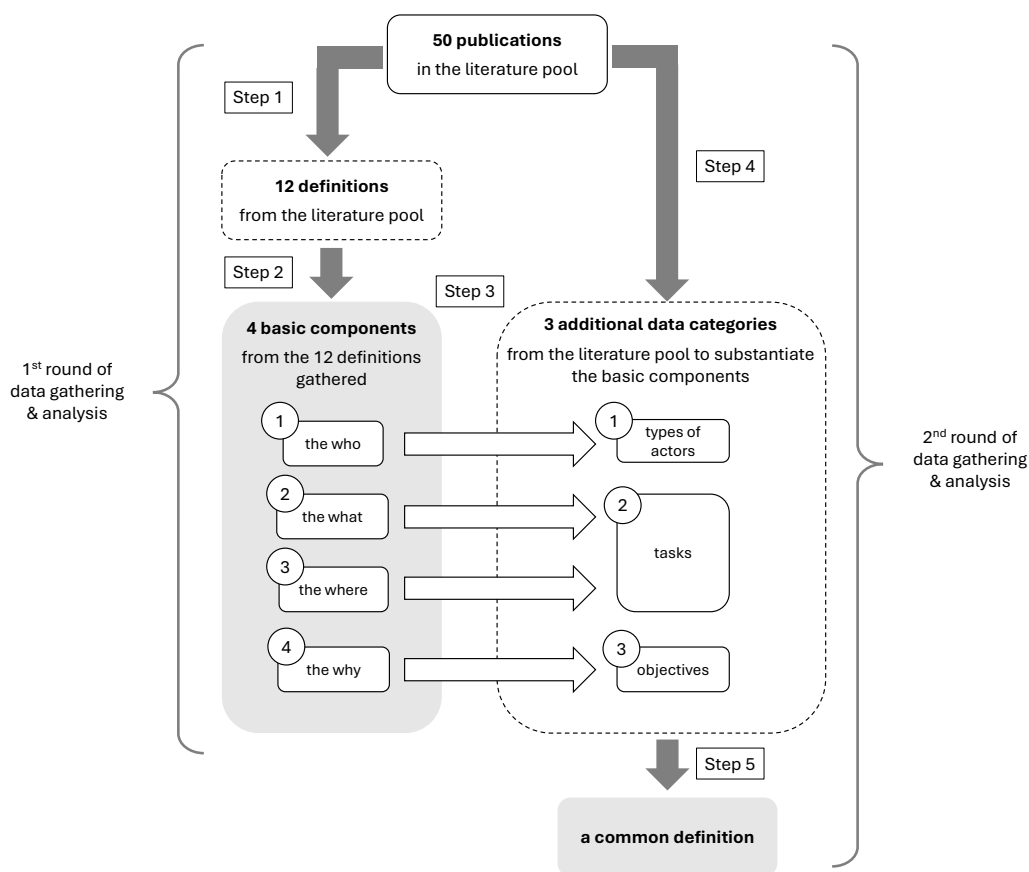 50 publications
in the literature pool
Step 1
Step 4
12 definitions
from the literature pool
Step 2
Step 3
4 basic components
from the 12 definitions
gathered
3 additional data categories
from the literature pool to substantiate
the basic components
1st round of
data gathering
& analysis
2nd round of
data gathering
& analysis
1
the who
1
types of
actors
2
the what
2
tasks
3
the where
4
the why
3
objectives
Step 5
a common definition